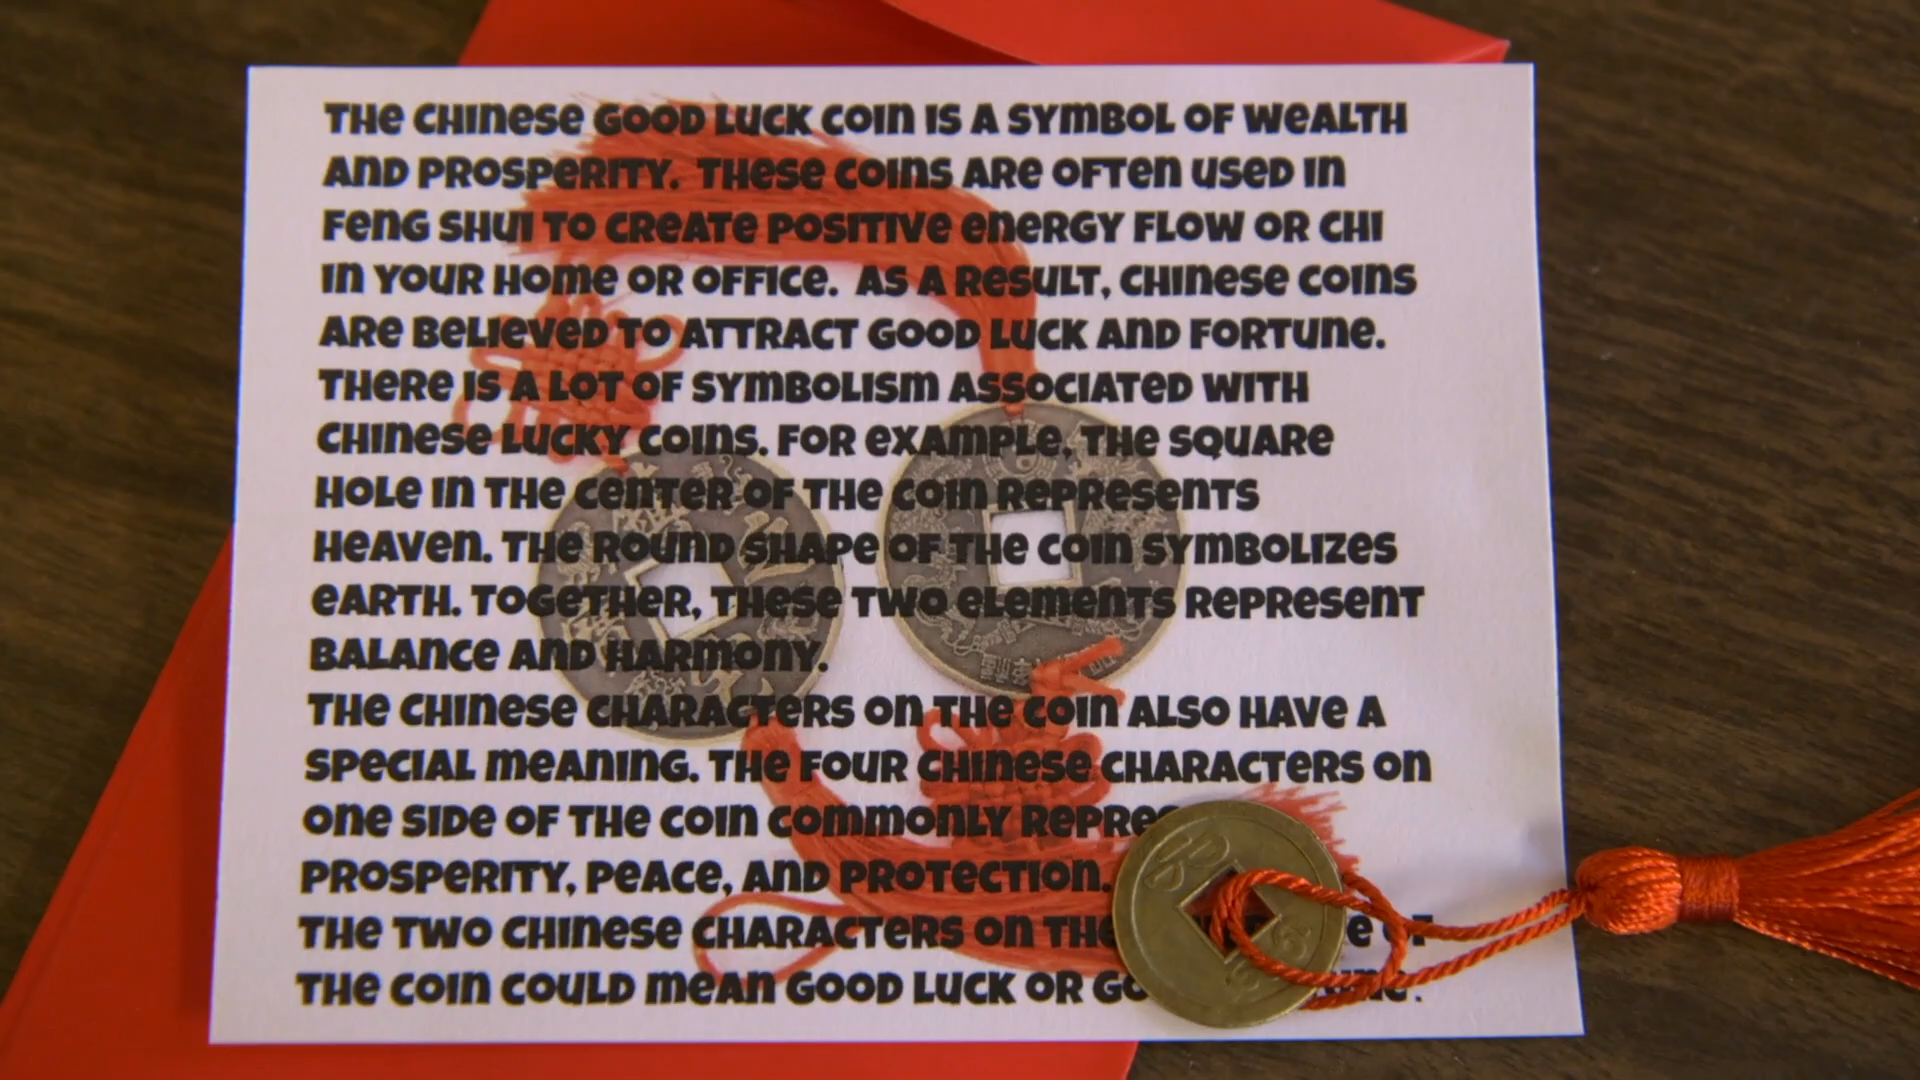 THE CHINESE GOOD LUCK COIN IS A SYMBOL OF WEALTH
AND PROSPERITY. THESE COINS ARE OFTEN USED IN
FENG SHUI TO CREATE POSITIVE ENERGY FLOW OR CHI
IN YOUR HOME OR OFFICE. AS A RESULT, CHINESE COINS
ARE BELIEVED TO ATTRACT GOOD LUCK AND FORTUNE.
THERE IS A LOT OF SYMBOLISM ASSOCIATED WITH
CHINESE LUCKY COINS. FOR EXAMPLE, THE SQUARE
HOLE IN THE CENTER OF THE COIN REPRESENTS
HEAVEN. THE ROUND SHAPE OF THE COIN SYMBOLIZES
EARTH. TOGETHER, THESE TWO ELEMENTS REPRESENT
BALANCE AND HARMONY.
THE CHINESE CHARACTERS ON THE COIN ALSO HAVE A
SPECIAL MEANING. THE FOUR CHINESE CHARACTERS ON
ONE SIDE OF THE COIN COMMONLY
PROSPERITY, PEACE, AND PROTECTION.
THE TWO CHINESE CHARACTERS ON THE
THE COIN COULD MEAN GOOD LUCK OR